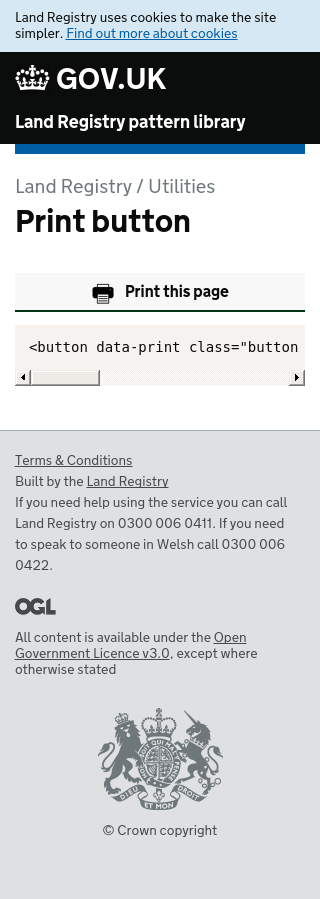 Land Registry uses cookies to make the site
simpler. Find out more about cookies
GOV.UK
Land Registry pattern library
Land Registry / Utilities
Print button
Print this page
<button data-print class="button
Terms & Conditions
Built by the Land Registry
If you need help using the service you can call
Land Registry on 0300 006 0411. If you need
to speak to someone in Welsh call 0300 006
0422.
OGL
All content is available under the Open
Government Licence v3.0, except where
otherwise stated
DIEU ET MON DROIT
© Crown copyright